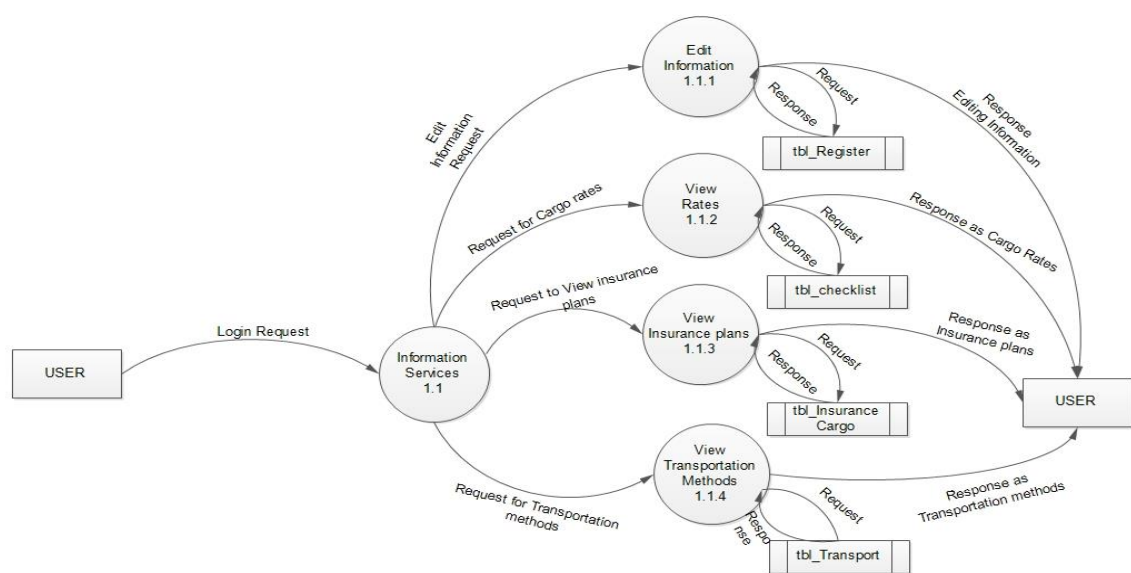 Edit
Information
1.1.1
Request
Response
tbl_Register
Response
Editing Information
Edit
Information
Request
View
Rates
1.1.2
Request
Response
tbl_checklist
Request for Cargo rates
Response as Cargo Rates
Request to View insurance
plans
View
Insurance plans
1.1.3
Request
Response
tbl_Insurance
Cargo
Response as
Insurance plans
Login Request
USER
Information
Services
1.1
USER
View
Transportation
Methods
1.1.4
Request
Respo
nse
tbl_Transport
Request for Transportation
methods
Response as
Transportation methods